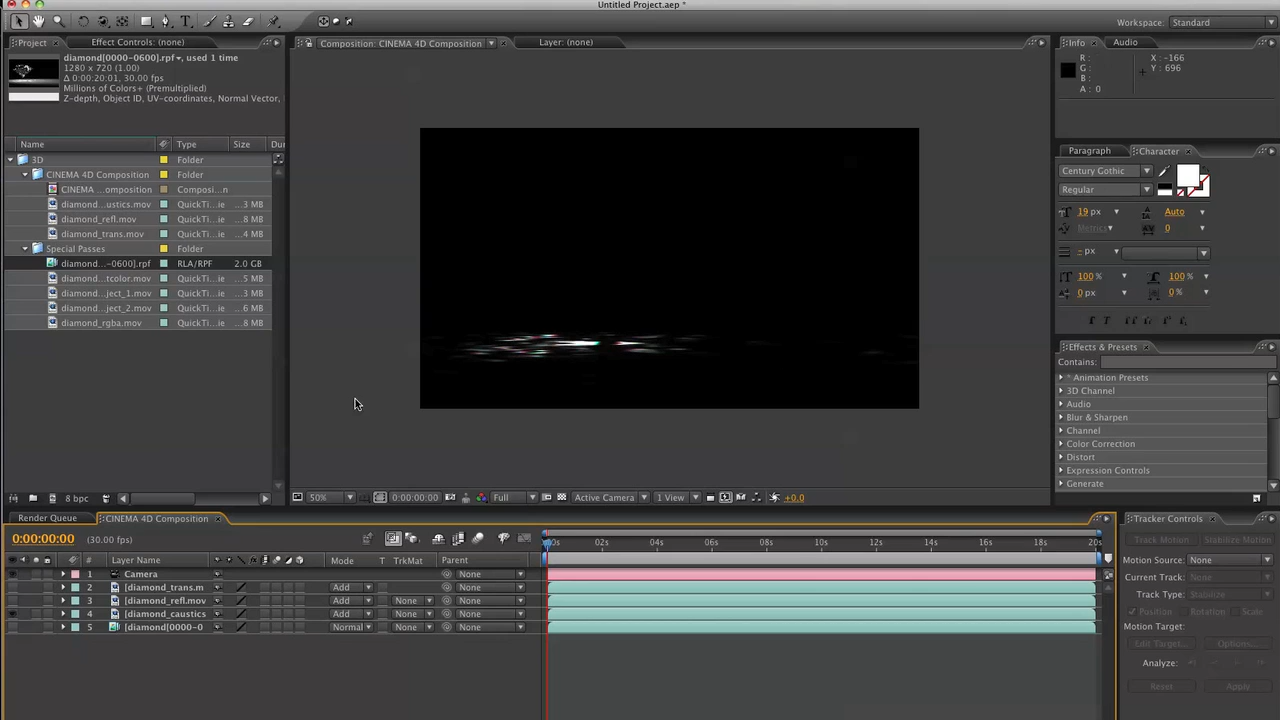 Untitled Project.aep *
Workspace: Standard
Project
Effect Controls: (none)
Composition: CINEMA 4D Composition
Layer: (none)
Info
Audio
diamond[0000-0600].rpf, used 1 time
1280 x 720 (1.00)
Δ 0:00:20:01, 30.00 fps
Millions of Colors+ (Premultiplied)
Z-depth, Object ID, UV-coordinates, Normal Vector,
R :
G :
B :
A : 0
X : -166
Y : 696
Name Type Size Dur
3D Folder
CINEMA 4D Composition Folder
CINEMA ...omposition Composi...n
diamond...ustics.mov QuickTi...ie ...3 MB
diamond_refl.mov QuickTi...ie ...8 MB
diamond_trans.mov QuickTi...ie ...4 MB
Special Passes Folder
diamond...-0600].rpf RLA/RPF 2.0 GB
diamond...tcolor.mov QuickTi...ie ...5 MB
diamond...ject_1.mov QuickTi...ie ...3 MB
diamond...ject_2.mov QuickTi...ie ...6 MB
diamond_rgba.mov QuickTi...ie ...8 MB
Paragraph
Character
Century Gothic
Regular
19 px Auto
Metrics 0
- px
100 % 100 %
0 px 0 %
T T TT Tr T' T,
Effects & Presets
Contains:
* Animation Presets
3D Channel
Audio
Blur & Sharpen
Channel
Color Correction
Distort
Expression Controls
Generate
8 bpc
50% 0:00:00:00 Full Active Camera 1 View +0.0
Render Queue
CINEMA 4D Composition
0:00:00:00 (30.00 fps)
0s 02s 04s 06s 08s 10s 12s 14s 16s 18s 20s
# Layer Name Mode T TrkMat Parent
1 Camera None
2 [diamond_trans.m Add None
3 [diamond_refl.mov Add None None
4 [diamond_caustics Add None None
5 [diamond[0000-0 Normal None None
Tracker Controls
Track Motion Stabilize Motion
Motion Source: None
Current Track: None
Track Type: Stabilize
Position Rotation Scale
Motion Target:
Edit Target... Options...
Analyze:
Reset Apply